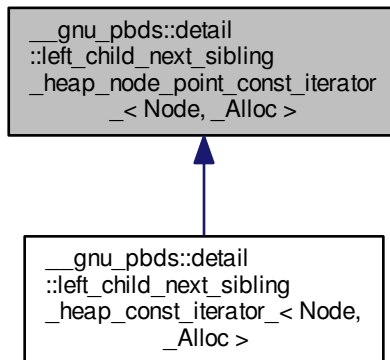 __gnu_pbds::detail
::left_child_next_sibling
_heap_node_point_const_iterator
_< Node, _Alloc >
__gnu_pbds::detail
::left_child_next_sibling
_heap_const_iterator_< Node,
_Alloc >